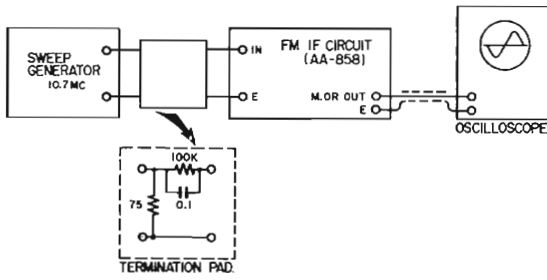 SWEEP
GENERATOR
10.7MC
IN
E
FM IF CIRCUIT
(AA-858)
M.OR OUT
E
OSCILLOSCOPE
100K
75
0.1
TERMINATION PAD.